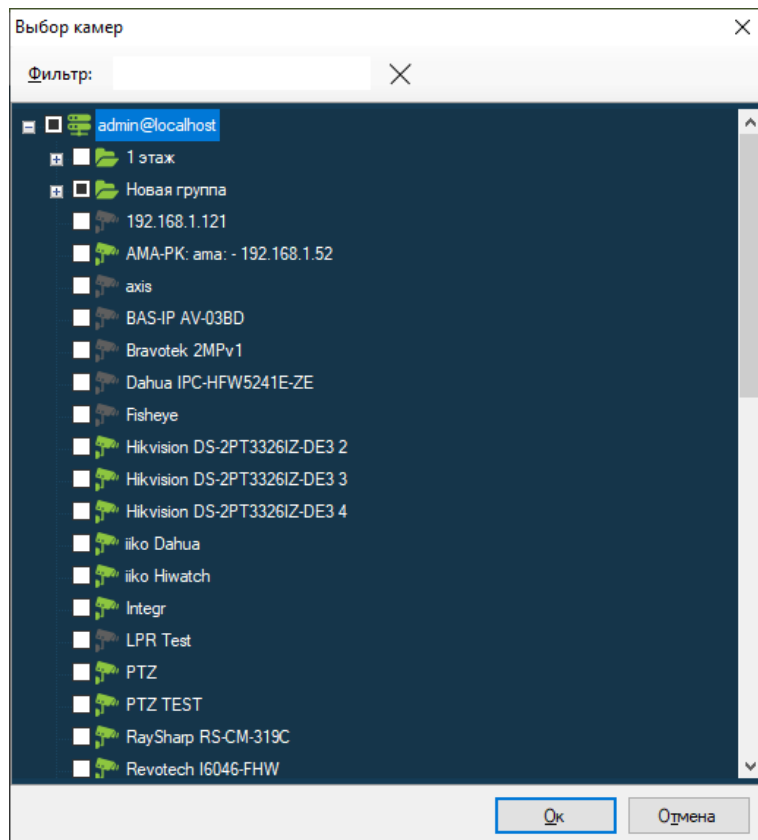 Выбор камер
Фильтр:
admin@localhost
1 этаж
Новая группа
192.168.1.121
AMA-PK: ama: - 192.168.1.52
axis
BAS-IP AV-03BD
Bravotek 2MPv1
Dahua IPC-HFW5241E-ZE
Fisheye
Hikvision DS-2PT3326IZ-DE3 2
Hikvision DS-2PT3326IZ-DE3 3
Hikvision DS-2PT3326IZ-DE3 4
iiko Dahua
iiko Hiwatch
Integr
LPR Test
PTZ
PTZ TEST
RaySharp RS-CM-319C
Revotech I6046-FHW
Ок Отмена